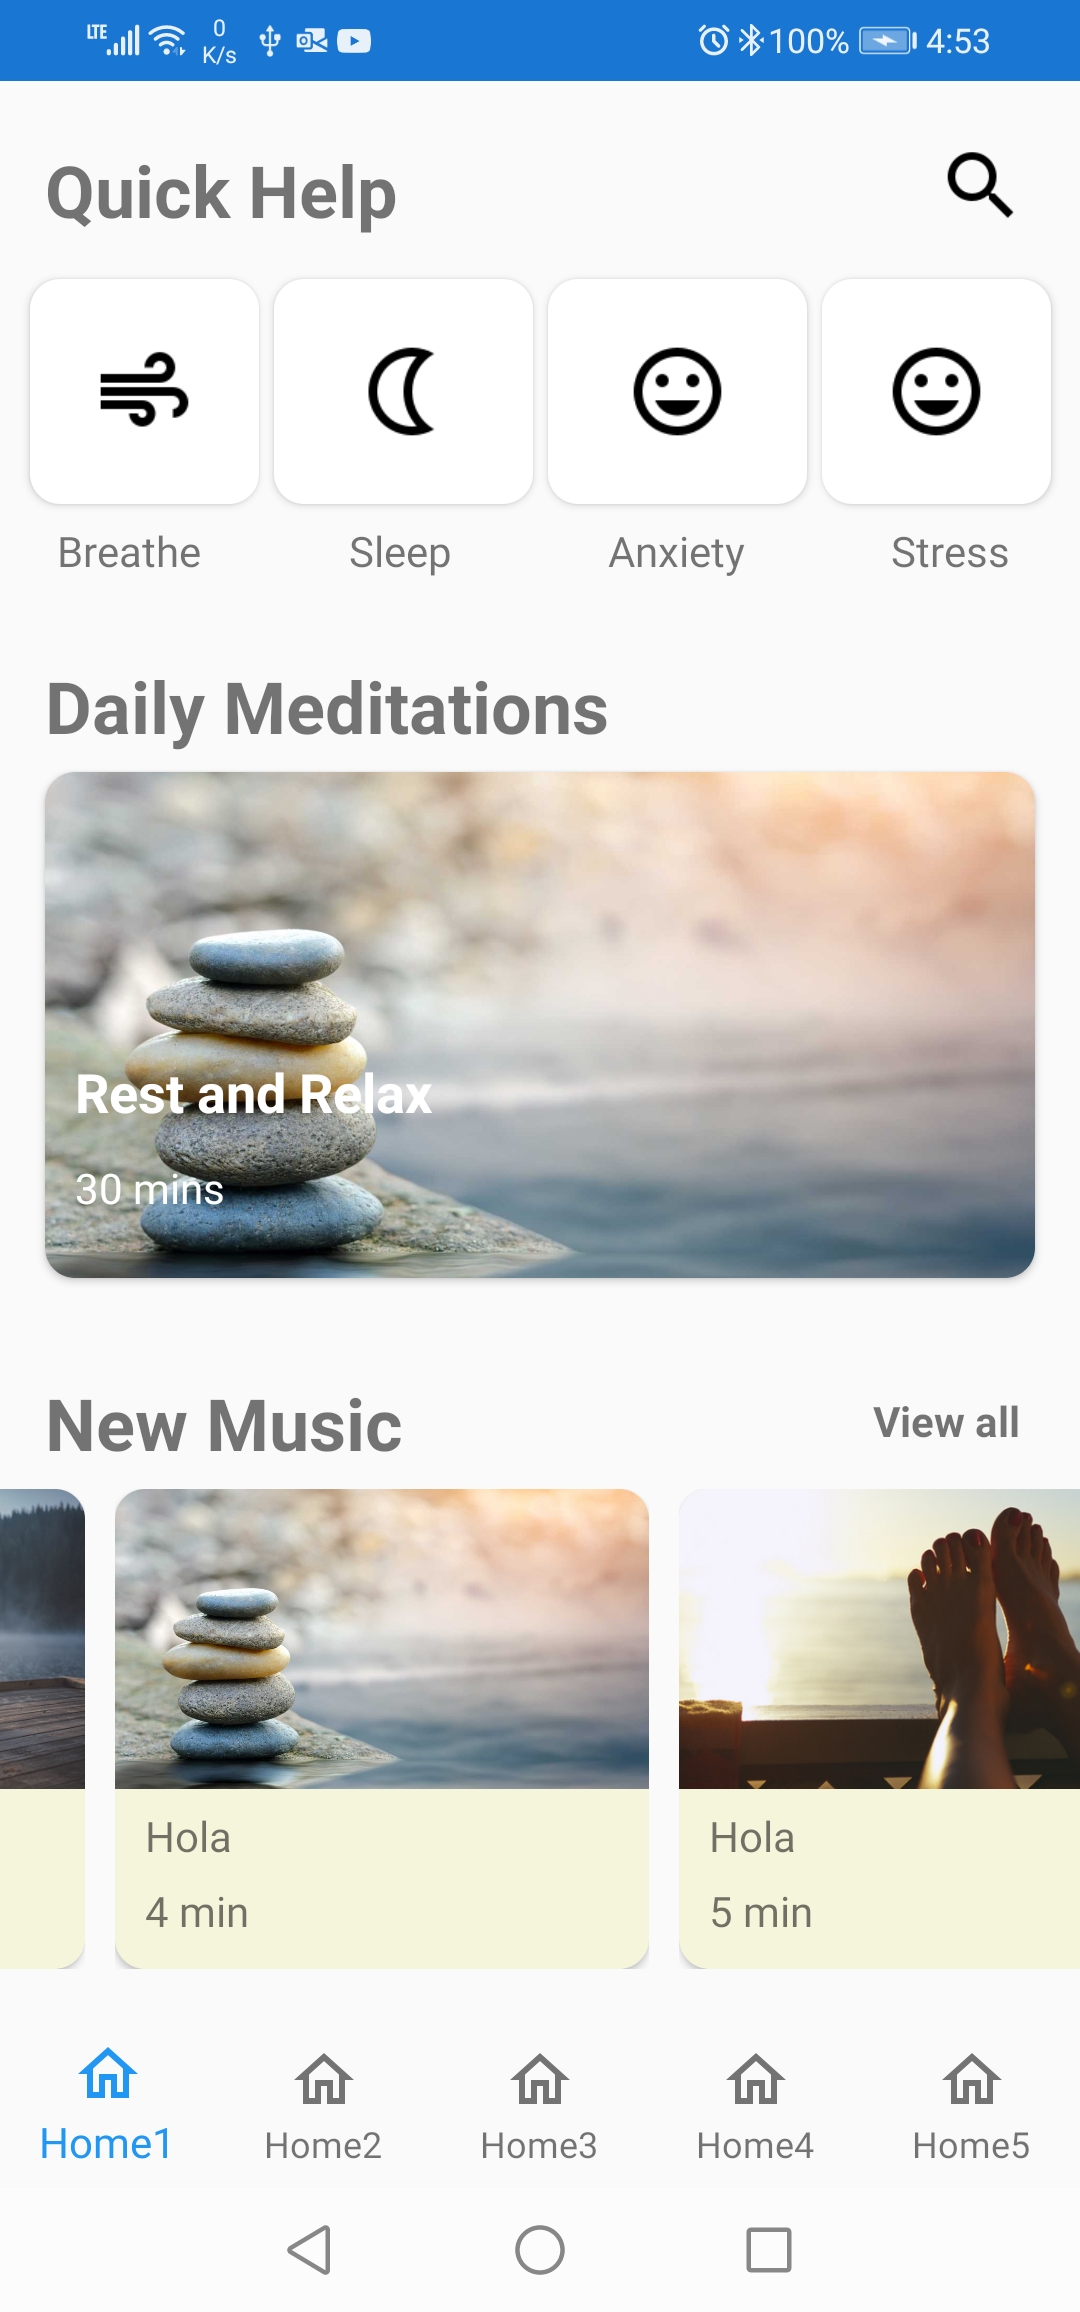 LTE 0 K/s 100% 4:53
Quick Help
Breathe Sleep Anxiety Stress
Daily Meditations
Rest and Relax
30 mins
New Music View all
Hola Hola
4 min 5 min
Home1 Home2 Home3 Home4 Home5